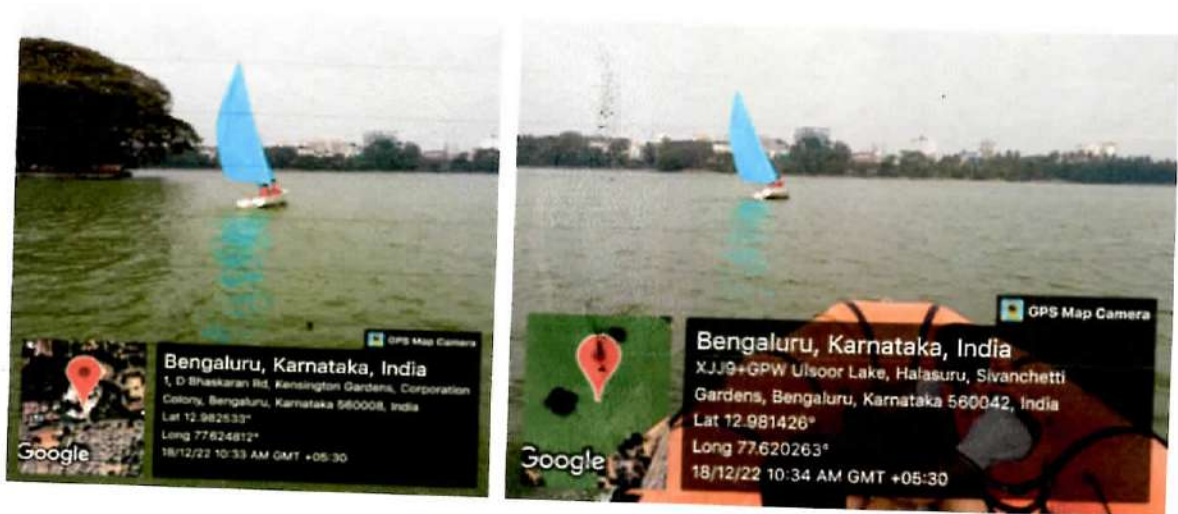 GPS Map Camera
Bengaluru, Karnataka, India
1, D Bhaskaran Rd, Kensington Gardens, Corporation
Colony, Bengaluru, Karnataka 560008, India
Lat 12.982533°
Long 77.624812°
18/12/22 10:33 AM GMT +05:30
Google
GPS Map Camera
Bengaluru, Karnataka, India
XJJ9+GPW Ulsoor Lake, Halasuru, Sivanchetti
Gardens, Bengaluru, Karnataka 560042, India
Lat 12.981426°
Long 77.620263°
18/12/22 10:34 AM GMT +05:30
Google